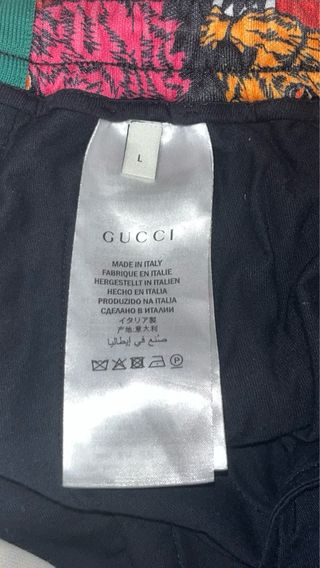 L
GUCCI
MADE IN ITALY
FABRIQUE EN ITALIE
HERGESTELLT IN ITALIEN
HECHO EN ITALIA
PRODUZIDO NA ITALIA
СДЕЛАНО В ИТАЛИИ
イタリア製
产地:意大利
صنع في إيطاليا